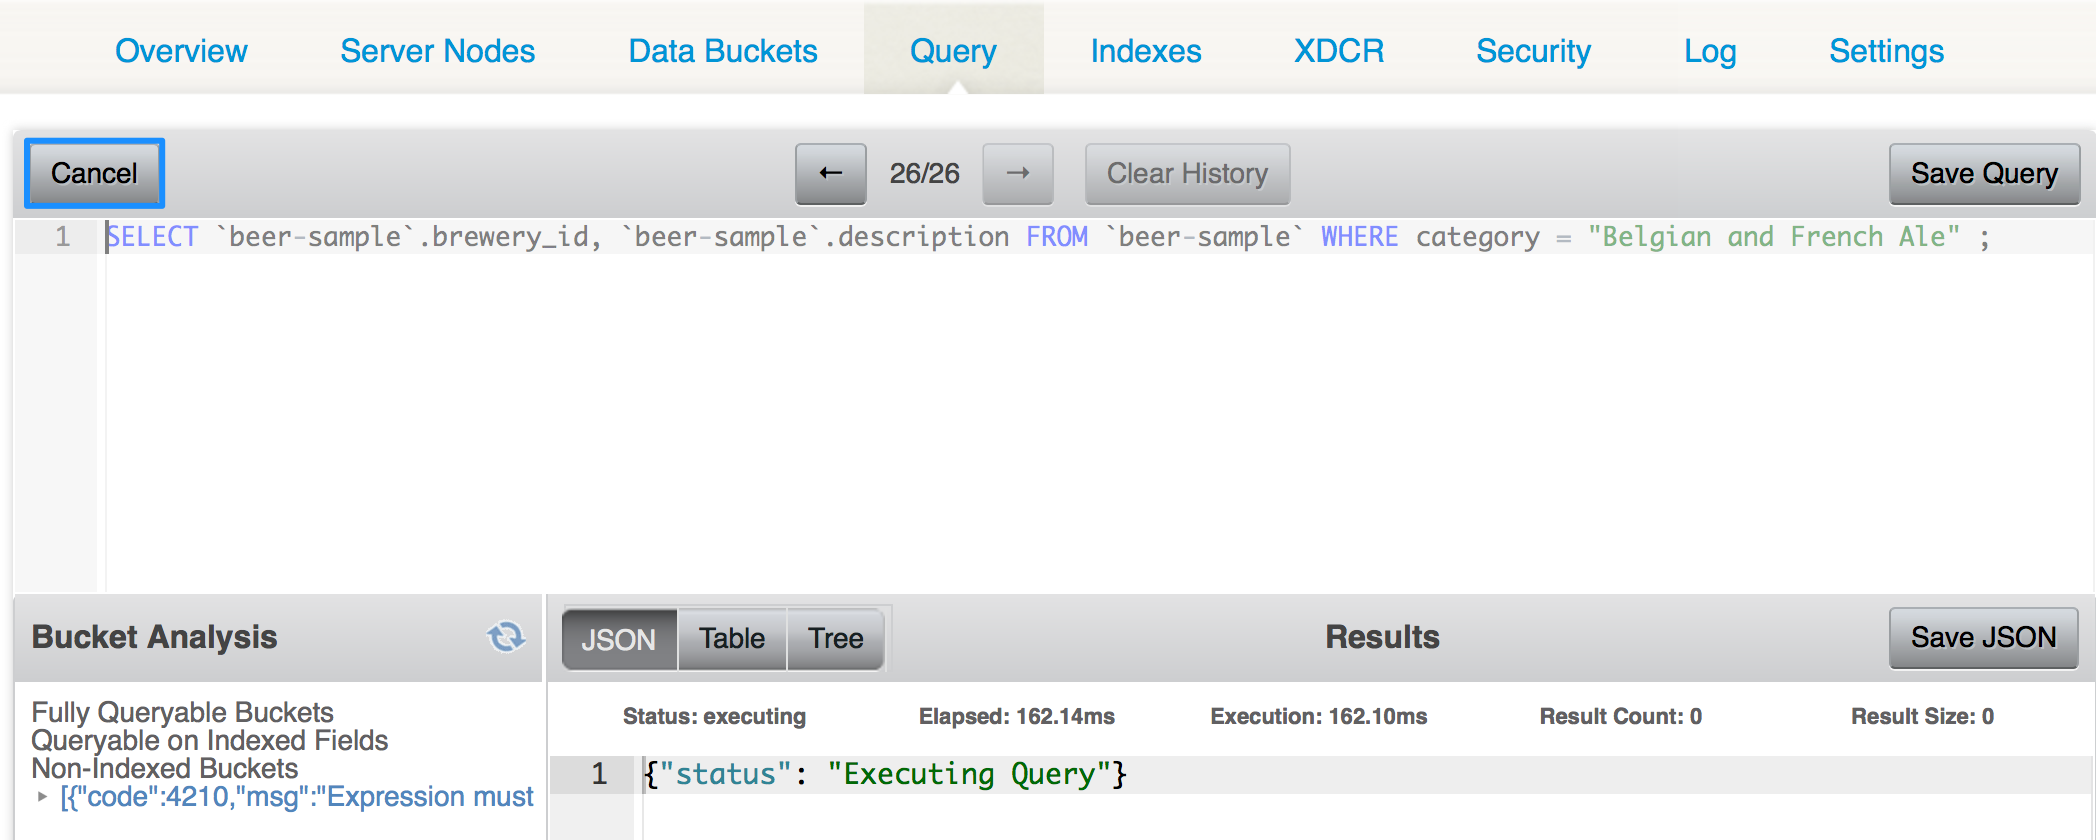 Overview Server Nodes Data Buckets Query Indexes XDCR Security Log Settings
Cancel ← 26/26 → Clear History Save Query
1 SELECT `beer-sample`.brewery_id, `beer-sample`.description FROM `beer-sample` WHERE category = "Belgian and French Ale" ;
Bucket Analysis
Fully Queryable Buckets
Queryable on Indexed Fields
Non-Indexed Buckets
[{"code":4210,"msg":"Expression must
JSON Table Tree Results Save JSON
Status: executing Elapsed: 162.14ms Execution: 162.10ms Result Count: 0 Result Size: 0
1 {"status": "Executing Query"}